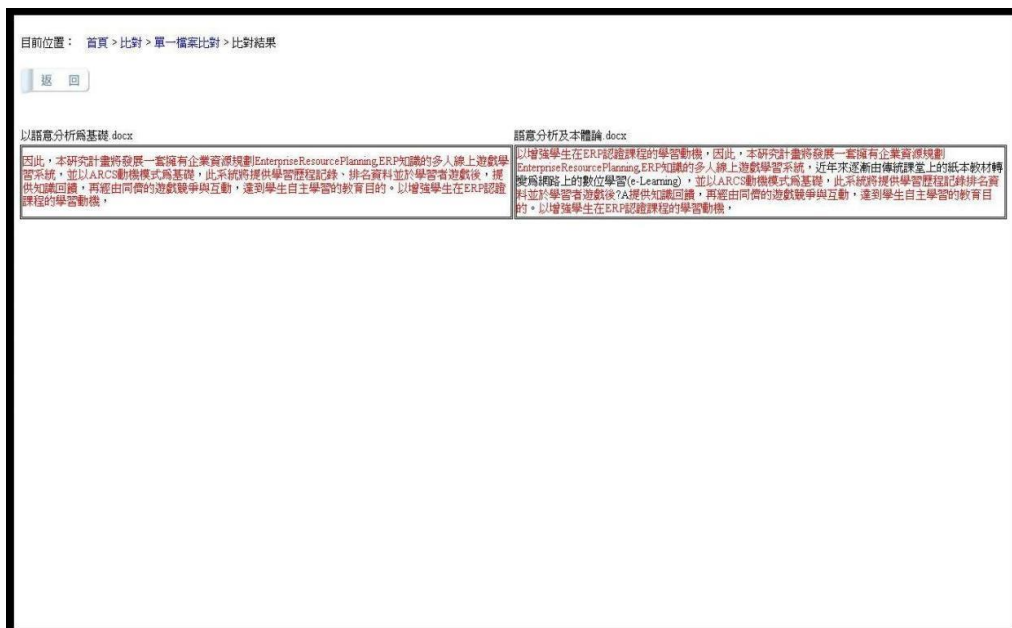 目前位置： 首頁 > 比對 > 單一檔案比對 > 比對結果
返 回
以語意分析為基礎.docx
因此，本研究計畫將發展一套擁有企業資源規劃EnterpriseResourcePlanning,ERP知識的多人線上遊戲學
習系統，並以ARCS動機模式為基礎，此系統將提供學習歷程記錄、排名資料並於學習者遊戲後，提
供知識回饋，再經由同儕的遊戲競爭與互動，達到學生自主學習的教育目的。以增強學生在ERP認證
課程的學習動機，
語意分析及本體論.docx
以增強學生在ERP認證課程的學習動機，因此，本研究計畫將發展一套擁有企業資源規劃
EnterpriseResourcePlanning,ERP知識的多人線上遊戲學習系統，近年來逐漸由傳統課堂上的紙本教材轉
變為網路上的數位學習(e-Learning)，並以ARCS動機模式為基礎，此系統將提供學習歷程記錄排名資
料並於學習者遊戲後?A提供知識回饋，再經由同儕的遊戲競爭與互動，達到學生自主學習的教育目
的。以增強學生在ERP認證課程的學習動機，